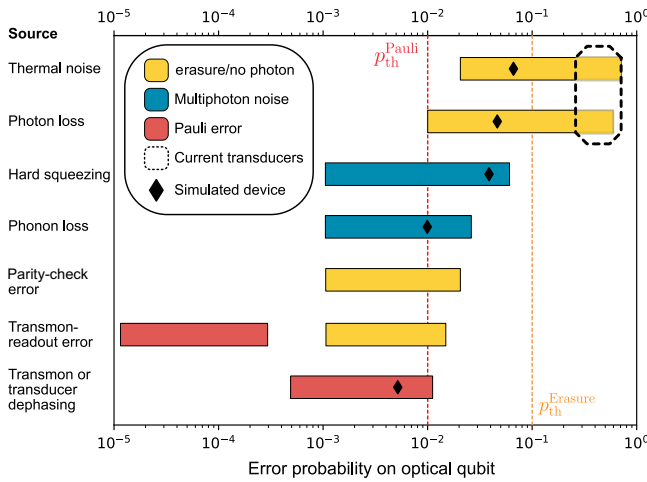 Source
10^-5 10^-4 10^-3 10^-2 10^-1 10^0
p_th^Pauli
erasure/no photon
Multiphoton noise
Pauli error
Current transducers
Simulated device
Thermal noise
Photon loss
Hard squeezing
Phonon loss
Parity-check
error
Transmon-
readout error
Transmon or
transducer
dephasing
p_th^Erasure
10^-5 10^-4 10^-3 10^-2 10^-1 10^0
Error probability on optical qubit